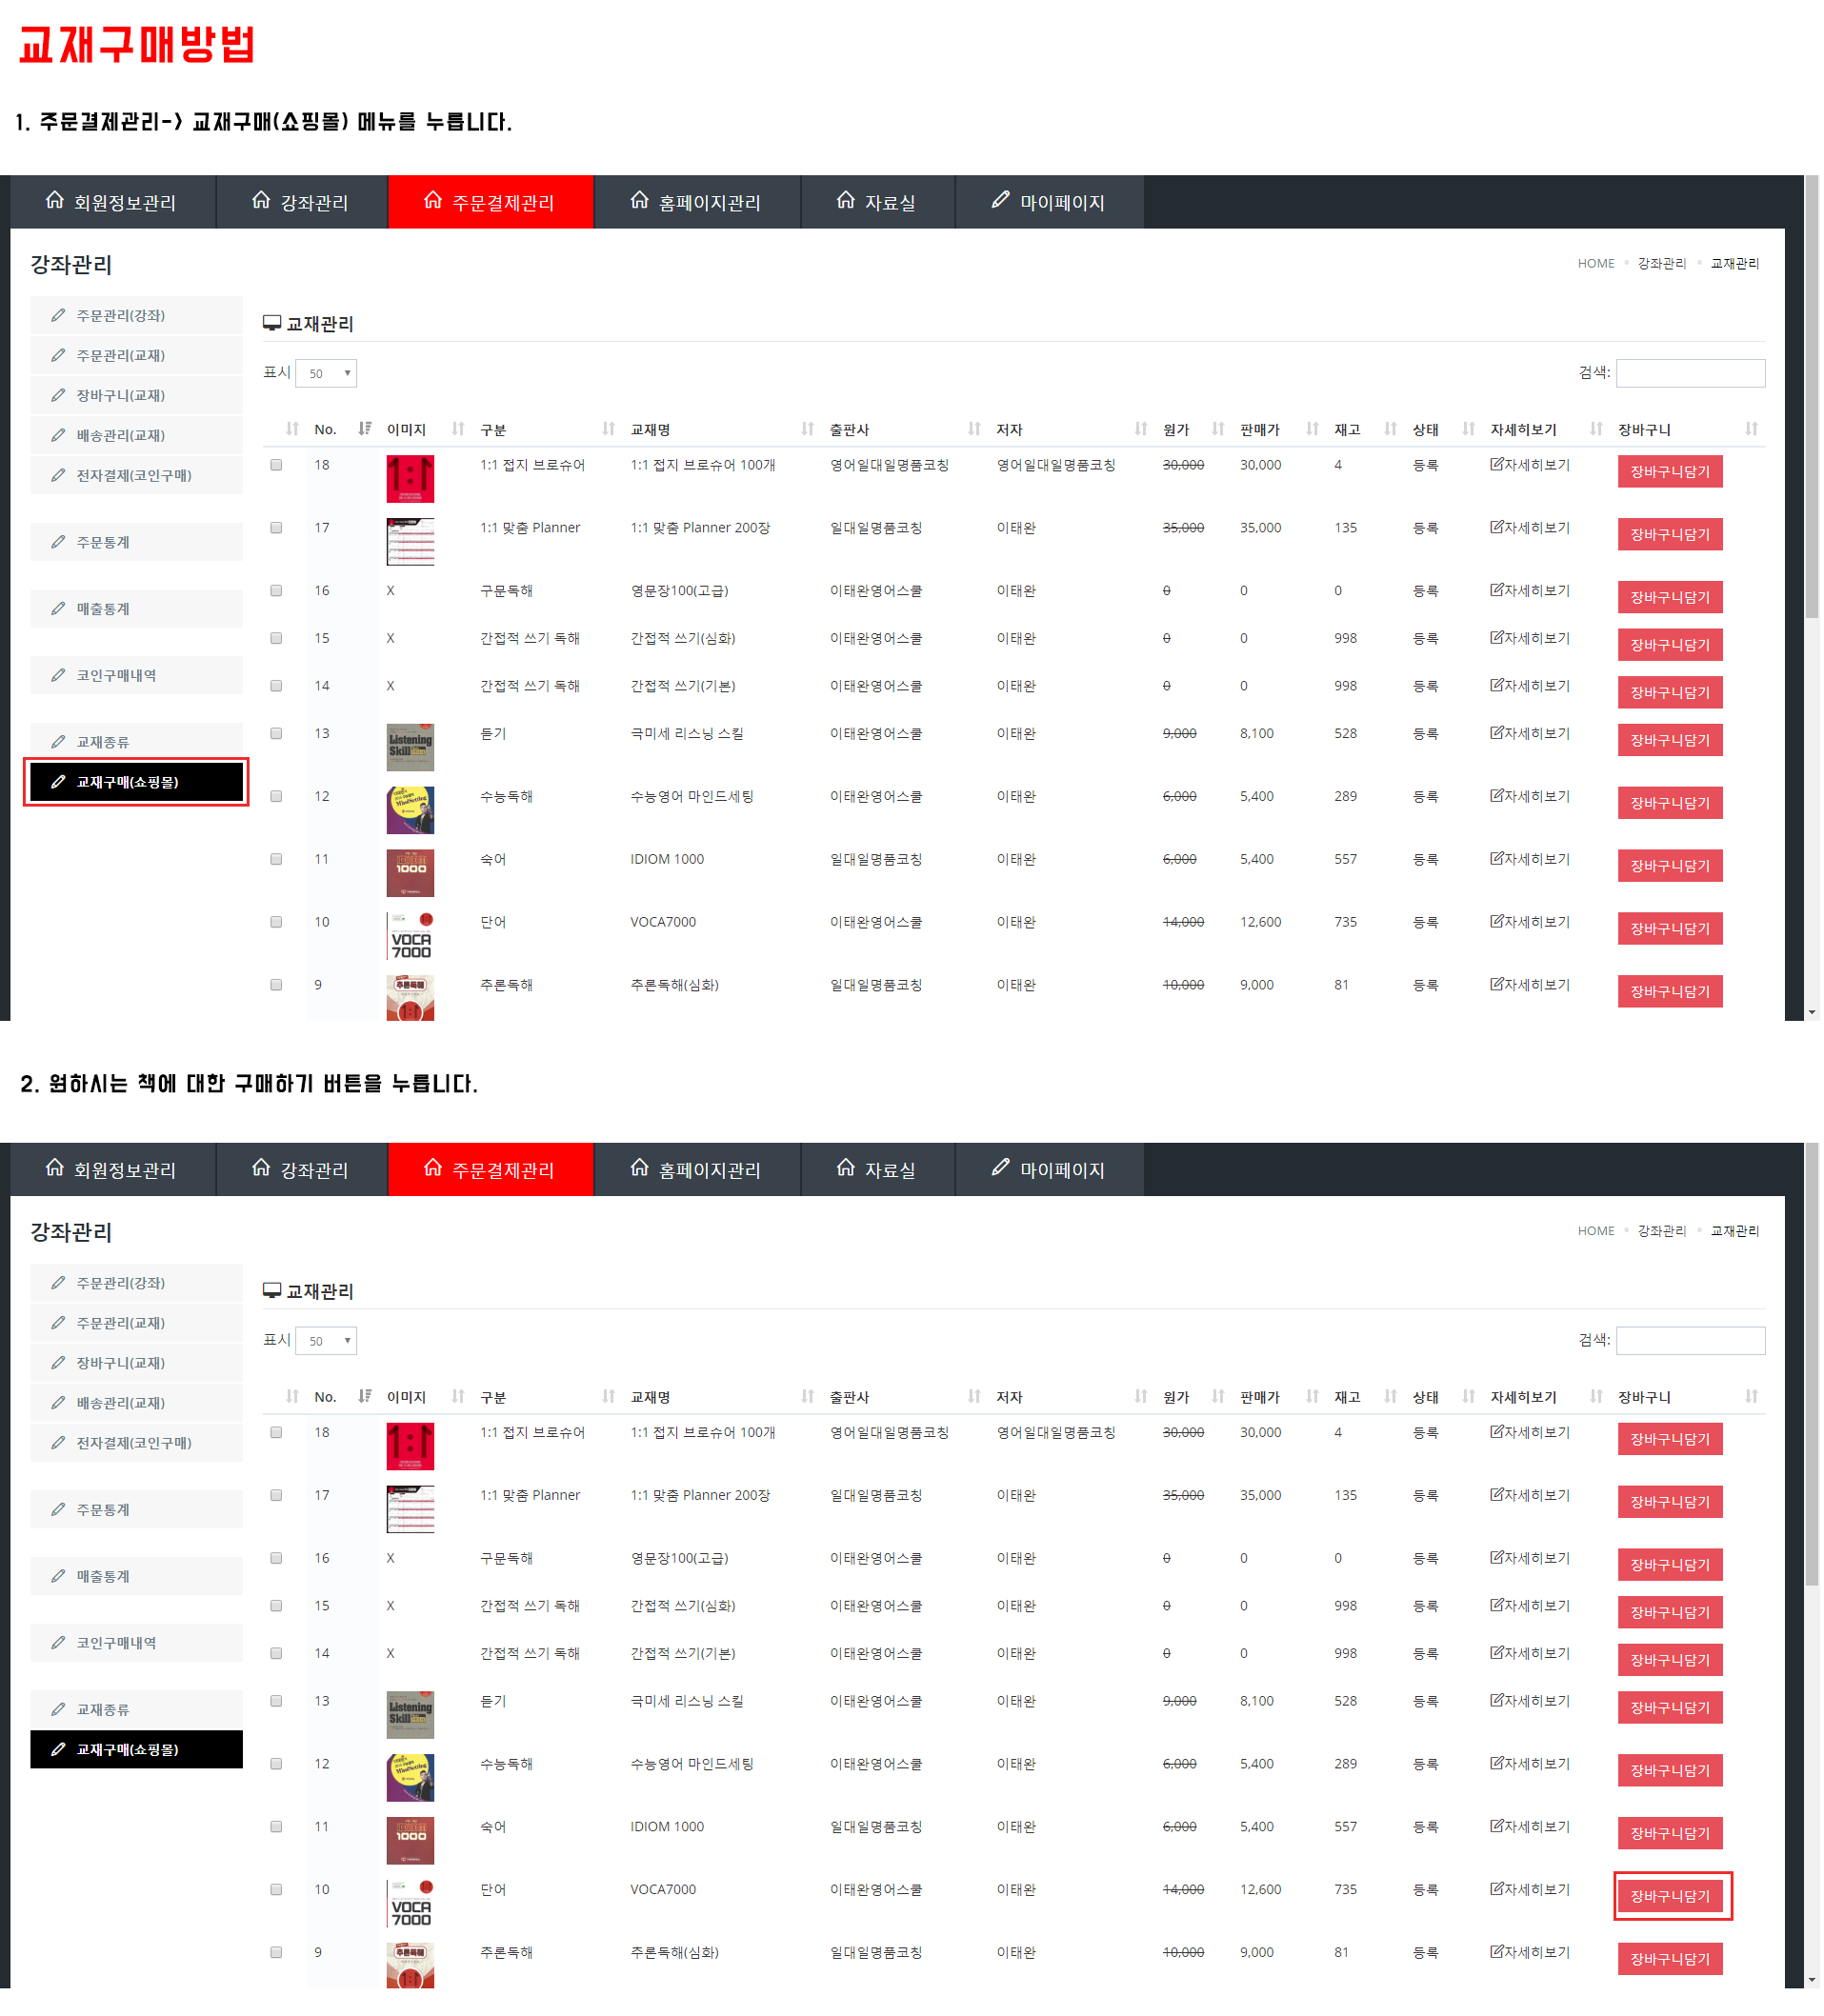 교재구매방법
1. 주문결제관리-> 교재구매(쇼핑몰) 메뉴를 누릅니다.
회원정보관리 강좌관리 주문결제관리 홈페이지관리 자료실 마이페이지
강좌관리
HOME 강좌관리 교재관리
주문관리(강좌)
주문관리(교재)
장바구니(교재)
배송관리(교재)
전자결제(코인구매)
주문통계
매출통계
코인구매내역
교재종류
교재구매(쇼핑몰)
교재관리
표시 50 검색:
No. 이미지 구분 교재명 출판사 저자 원가 판매가 재고 상태 자세히보기 장바구니
18 1:1 1:1 접지 브로슈어 1:1 접지 브로슈어 100개 영어일대일명품코칭 영어일대일명품코칭 30,000 30,000 4 등록 자세히보기 장바구니담기
17 1:1 맞춤 Planner 1:1 맞춤 Planner 200장 일대일명품코칭 이태완 35,000 35,000 135 등록 자세히보기 장바구니담기
16 X 구문독해 영문장100(고급) 이태완영어스쿨 이태완 0 0 0 등록 자세히보기 장바구니담기
15 X 간접적 쓰기 독해 간접적 쓰기(심화) 이태완영어스쿨 이태완 0 0 998 등록 자세히보기 장바구니담기
14 X 간접적 쓰기 독해 간접적 쓰기(기본) 이태완영어스쿨 이태완 0 0 998 등록 자세히보기 장바구니담기
13 Listening Skill 듣기 극미세 리스닝 스킬 이태완영어스쿨 이태완 9,000 8,100 528 등록 자세히보기 장바구니담기
12 MindSetting 수능독해 수능영어 마인드세팅 이태완영어스쿨 이태완 6,000 5,400 289 등록 자세히보기 장바구니담기
11 IDIOM 1000 숙어 IDIOM 1000 일대일명품코칭 이태완 6,000 5,400 557 등록 자세히보기 장바구니담기
10 VOCA 7000 단어 VOCA7000 이태완영어스쿨 이태완 14,000 12,600 735 등록 자세히보기 장바구니담기
9 추론독해 1:1 추론독해 추론독해(심화) 일대일명품코칭 이태완 10,000 9,000 81 등록 자세히보기 장바구니담기
2. 원하시는 책에 대한 구매하기 버튼을 누릅니다.
회원정보관리 강좌관리 주문결제관리 홈페이지관리 자료실 마이페이지
강좌관리
HOME 강좌관리 교재관리
주문관리(강좌)
주문관리(교재)
장바구니(교재)
배송관리(교재)
전자결제(코인구매)
주문통계
매출통계
코인구매내역
교재종류
교재구매(쇼핑몰)
교재관리
표시 50 검색:
No. 이미지 구분 교재명 출판사 저자 원가 판매가 재고 상태 자세히보기 장바구니
18 1:1 1:1 접지 브로슈어 1:1 접지 브로슈어 100개 영어일대일명품코칭 영어일대일명품코칭 30,000 30,000 4 등록 자세히보기 장바구니담기
17 1:1 맞춤 Planner 1:1 맞춤 Planner 200장 일대일명품코칭 이태완 35,000 35,000 135 등록 자세히보기 장바구니담기
16 X 구문독해 영문장100(고급) 이태완영어스쿨 이태완 0 0 0 등록 자세히보기 장바구니담기
15 X 간접적 쓰기 독해 간접적 쓰기(심화) 이태완영어스쿨 이태완 0 0 998 등록 자세히보기 장바구니담기
14 X 간접적 쓰기 독해 간접적 쓰기(기본) 이태완영어스쿨 이태완 0 0 998 등록 자세히보기 장바구니담기
13 Listening Skill 듣기 극미세 리스닝 스킬 이태완영어스쿨 이태완 9,000 8,100 528 등록 자세히보기 장바구니담기
12 MindSetting 수능독해 수능영어 마인드세팅 이태완영어스쿨 이태완 6,000 5,400 289 등록 자세히보기 장바구니담기
11 IDIOM 1000 숙어 IDIOM 1000 일대일명품코칭 이태완 6,000 5,400 557 등록 자세히보기 장바구니담기
10 VOCA 7000 단어 VOCA7000 이태완영어스쿨 이태완 14,000 12,600 735 등록 자세히보기 장바구니담기
9 추론독해 1:1 추론독해 추론독해(심화) 일대일명품코칭 이태완 10,000 9,000 81 등록 자세히보기 장바구니담기